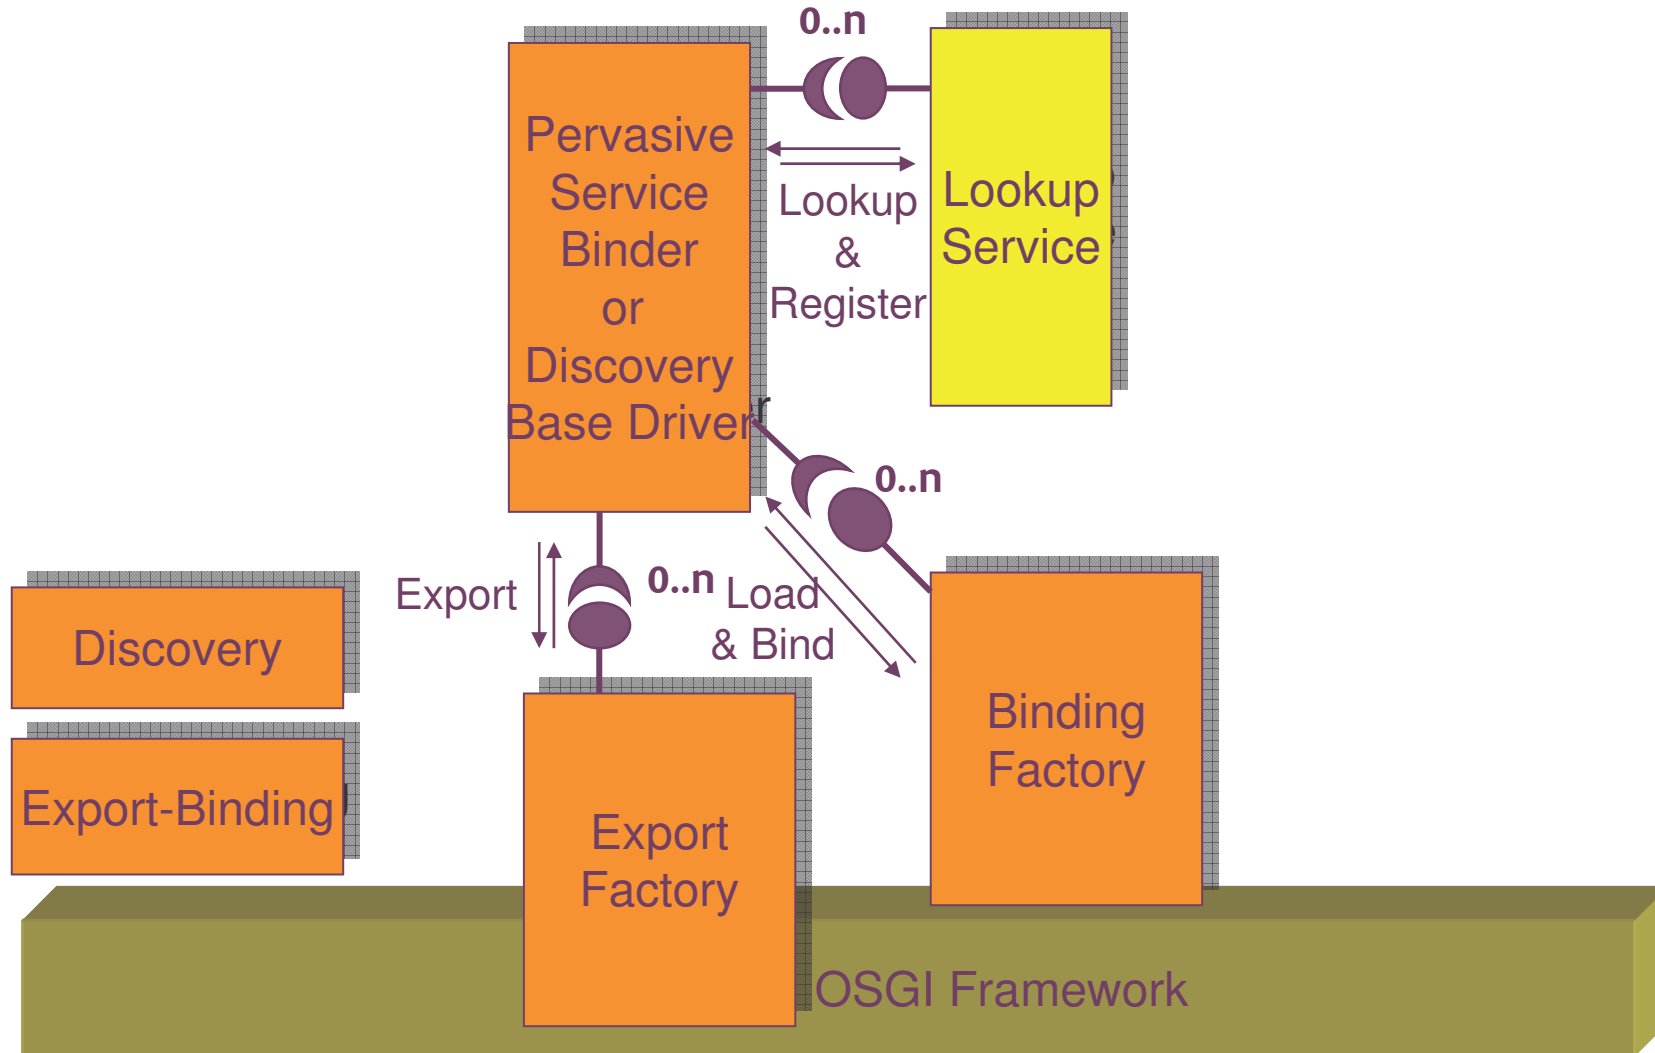 0..n
Pervasive
Service
Binder
or
Discovery
Base Driver
Lookup
&
Register
Lookup
Service
0..n
Export
0..n
Load
& Bind
Discovery
Export-Binding
Export
Factory
Binding
Factory
OSGI Framework